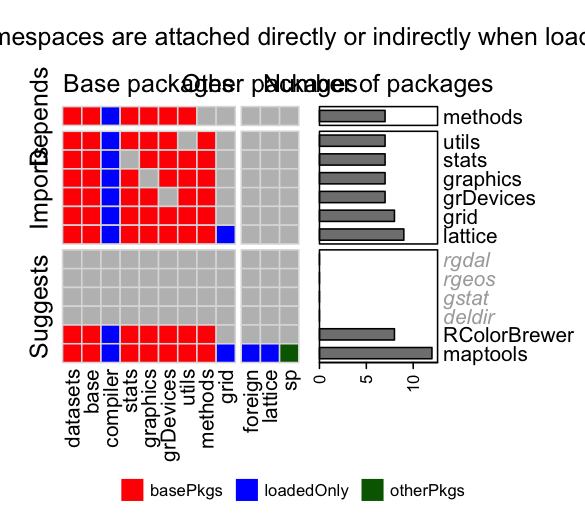 mespaces are attached directly or indirectly when load
Base packages
Other packages
Number of packages
Depends
Imports
Suggests
methods
utils
stats
graphics
grDevices
grid
lattice
rgdal
rgeos
gstat
deldir
RColorBrewer
maptools
0 5 10
datasets
base
compiler
stats
graphics
grDevices
utils
methods
grid
foreign
lattice
sp
basePkgs loadedOnly otherPkgs